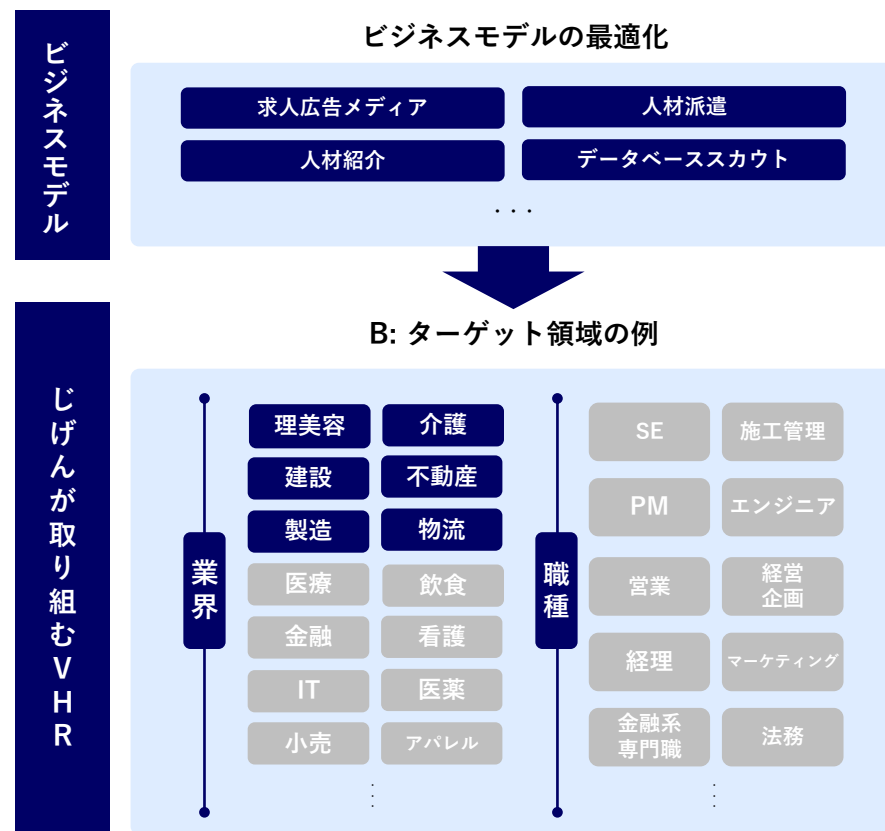 ビジネスモデル
ビジネスモデルの最適化
求人広告メディア
人材派遣
人材紹介
データベーススカウト
・・・
じげんが取り組むVHR
B: ターゲット領域の例
業界
理美容
介護
建設
不動産
製造
物流
医療
飲食
金融
看護
IT
医薬
小売
アパレル
職種
SE
施工管理
PM
エンジニア
営業
経営
企画
経理
マーケティング
金融系
専門職
法務